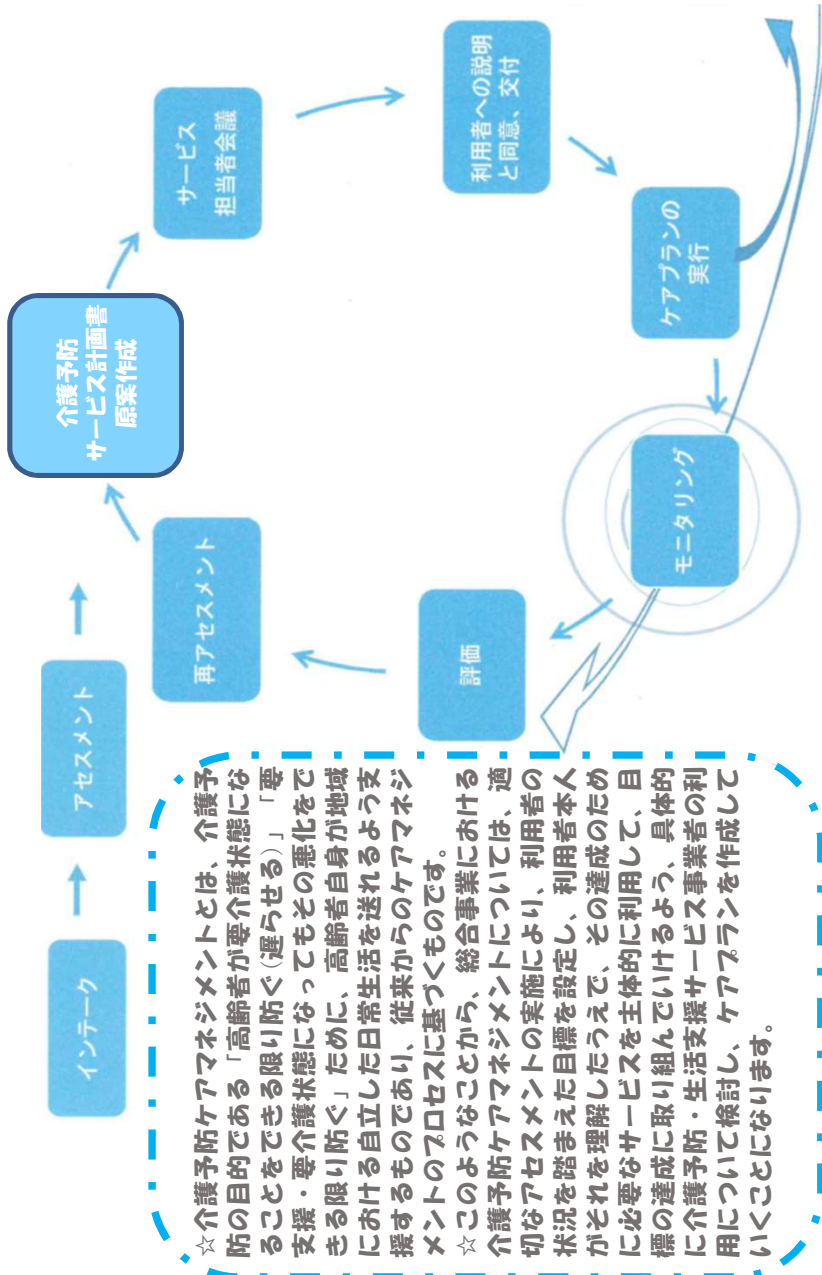 インテーク
アセスメント
介護予防
サービス計画書
原案作成
サービス
担当者会議
利用者への説明
と同意、交付
ケアプランの
実行
モニタリング
評価
再アセスメント
☆介護予防ケアマネジメントとは、介護予
防の目的である「高齢者が要介護状態にな
ることをできる限り防ぐ(遅らせる)」「要
支援・要介護状態になってもその悪化をで
きる限り防ぐ」ために、高齢者自身が地域
における自立した日常生活を送れるよう支
援するものであり、従来からのケアマネジ
メントのプロセスに基づくものです。
☆このようなことから、総合事業における
介護予防ケアマネジメントについては、適
切なアセスメントの実施により、利用者の
状況を踏まえた目標を設定し、利用者本人
がそれを理解したうえで、その達成のため
に必要なサービスを主体的に利用して、目
標の達成に取り組んでいけるよう、具体的
に介護予防・生活支援サービス事業者の利
用について検討し、ケアプランを作成して
いくことになります。